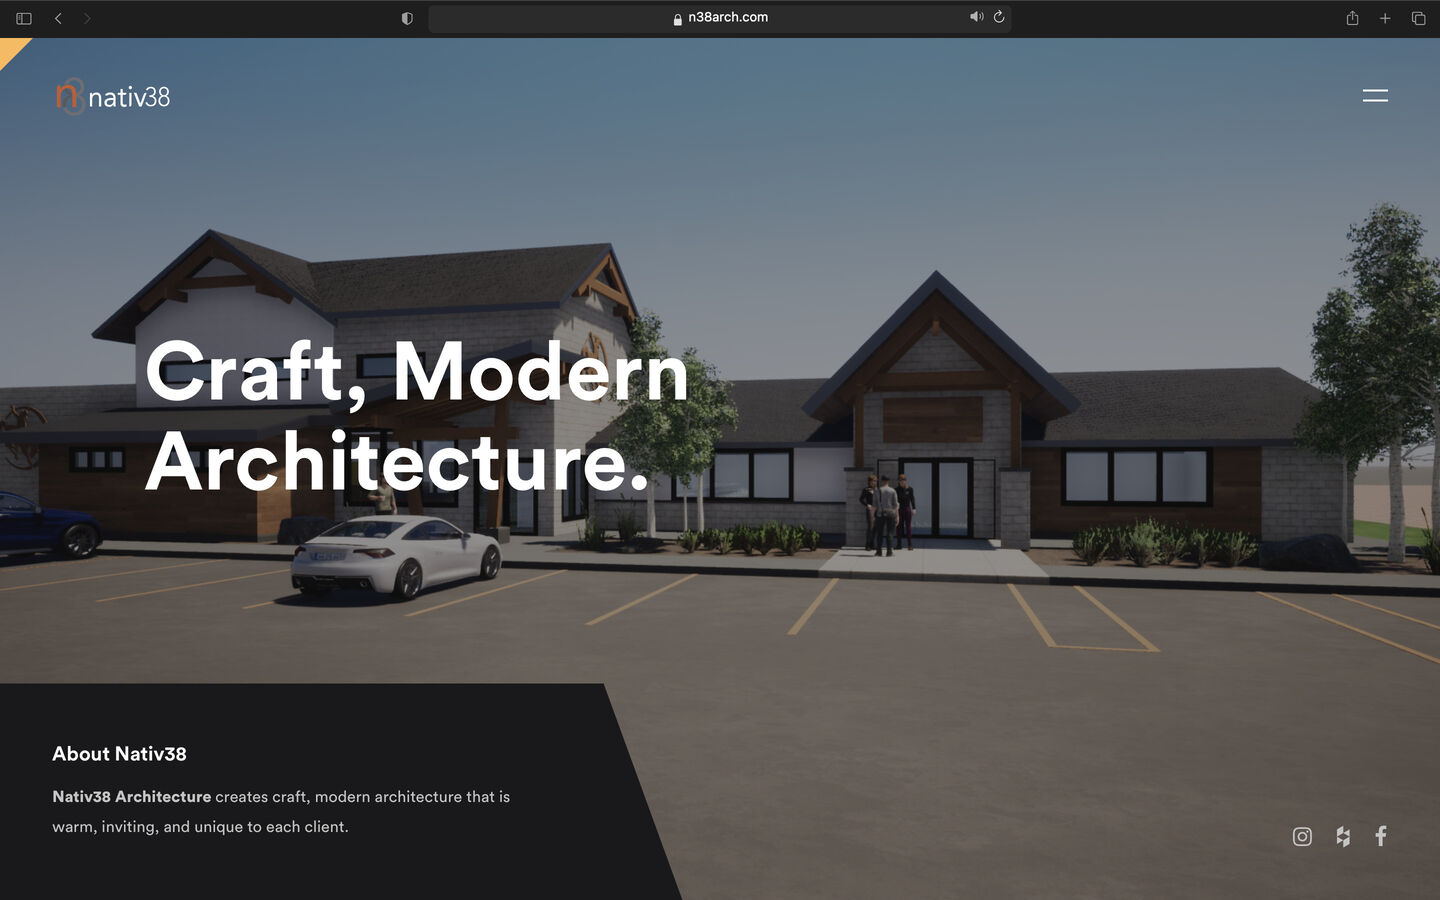 n38arch.com
n38 nativ38
Craft, Modern
Architecture.
About Nativ38
Nativ38 Architecture creates craft, modern architecture that is
warm, inviting, and unique to each client.